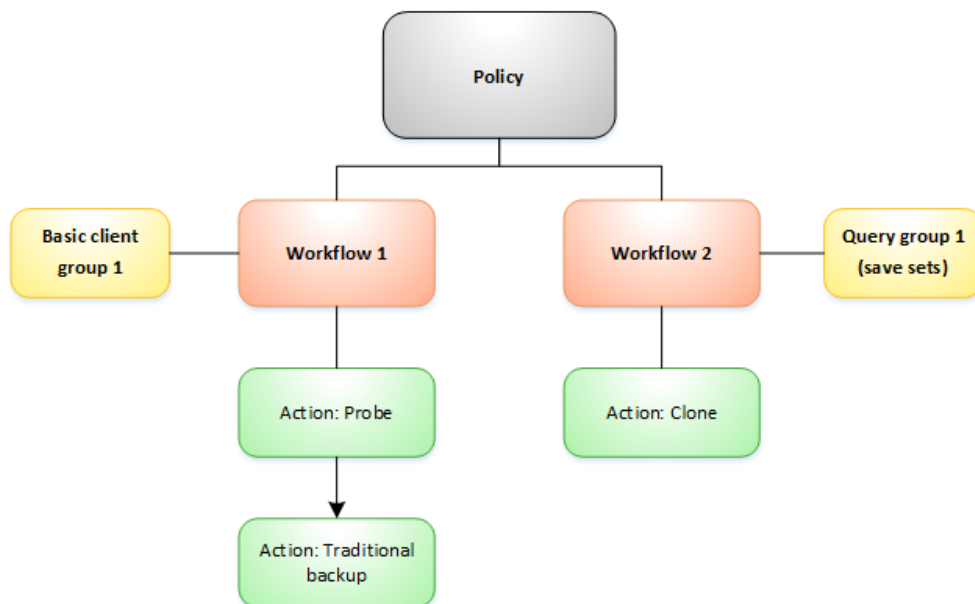 Policy
Basic client
group 1
Workflow 1
Workflow 2
Query group 1
(save sets)
Action: Probe
Action: Clone
Action: Traditional
backup